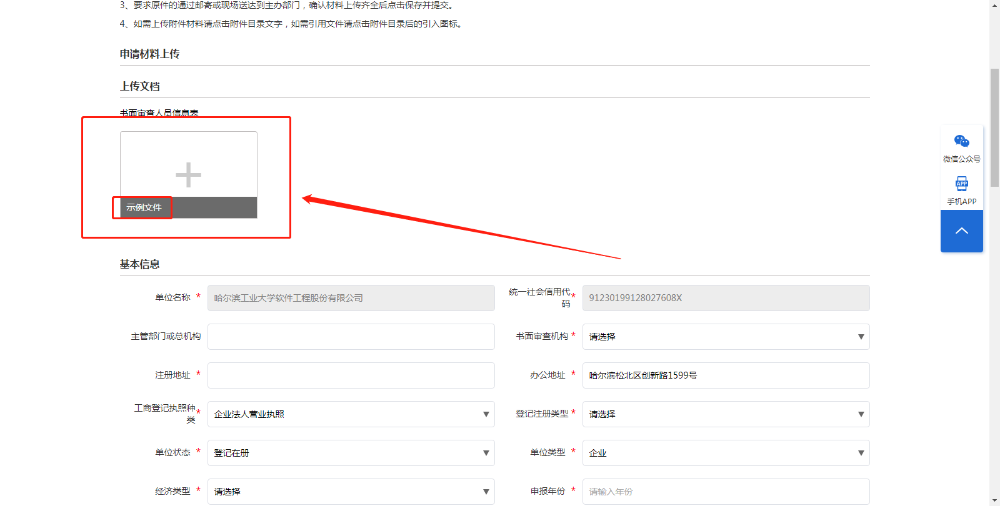 3、要求原件的通过邮寄或现场送达到主办部门，确认材料上传齐全后点击保存并提交。
4、如需上传附件材料请点击附件目录文字，如需引用文件请点击附件目录后的引入图标。
申请材料上传
上传文档
书面审查人员信息表
示例文件
微信公众号
APP
手机APP
基本信息
单位名称 * 哈尔滨工业大学软件工程股份有限公司
统一社会信用代码 * 91230199128027608X
主管部门或总机构
书面审查机构 * 请选择
注册地址 *
办公地址 * 哈尔滨松北区创新路1599号
工商登记执照种类 * 企业法人营业执照
登记注册类型 * 请选择
单位状态 * 登记在册
单位类型 * 企业
经济类型 * 请选择
申报年份 * 请输入年份